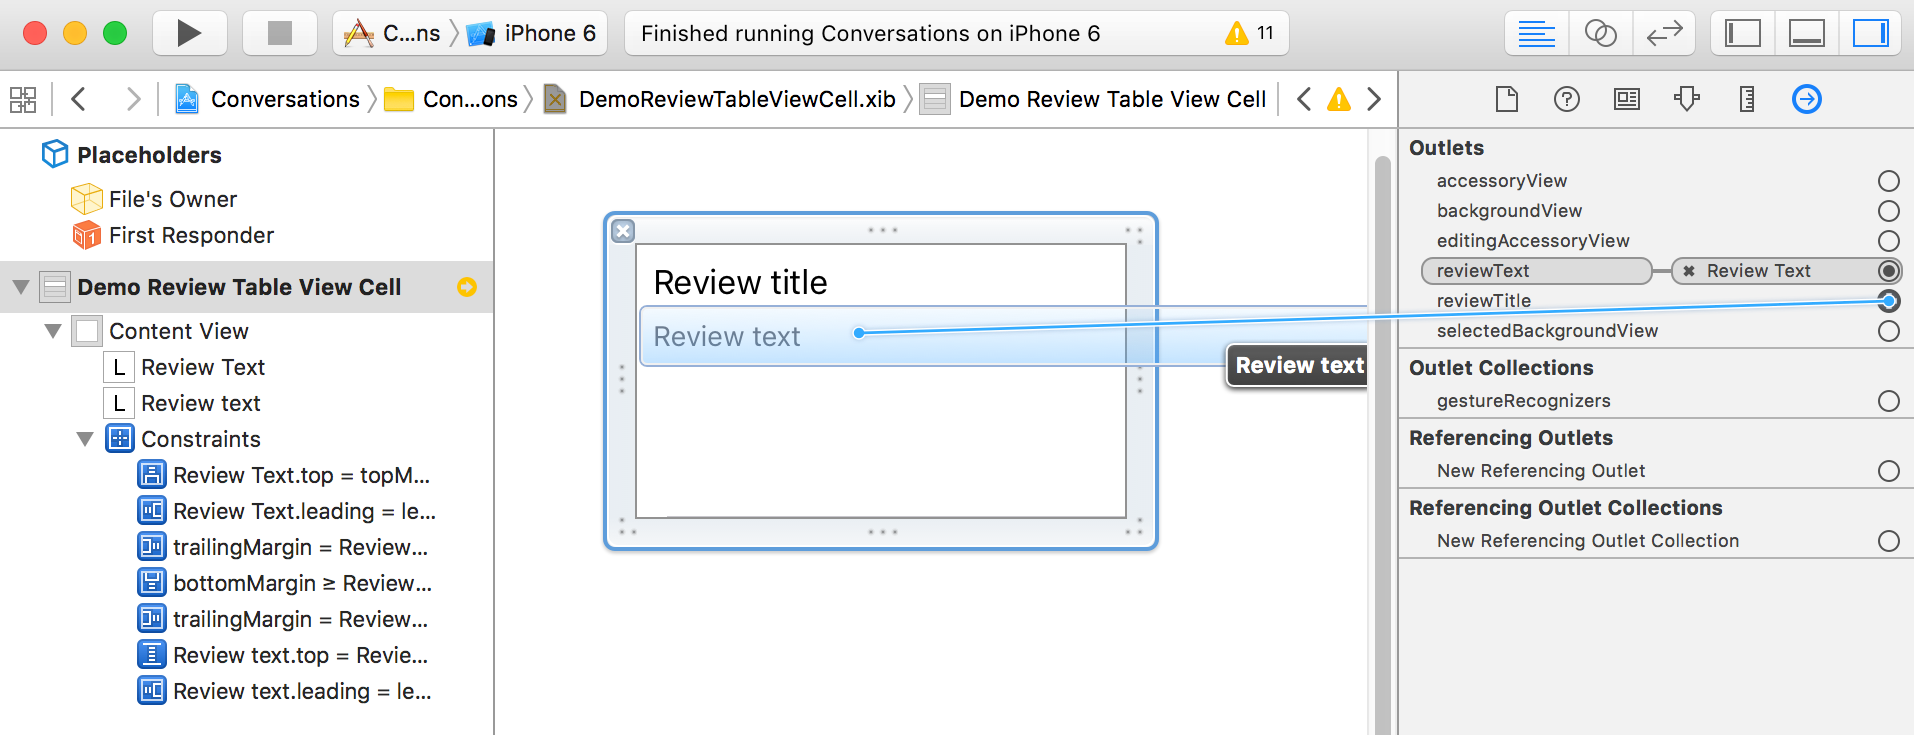 C...ns iPhone 6 Finished running Conversations on iPhone 6 11
Conversations Con...ons DemoReviewTableViewCell.xib Demo Review Table View Cell
Placeholders
File's Owner
First Responder
Demo Review Table View Cell
Content View
L Review Text
L Review text
Constraints
Review Text.top = topM...
Review Text.leading = le...
trailingMargin = Review...
bottomMargin ≥ Review...
trailingMargin = Review...
Review text.top = Revie...
Review text.leading = le...
Review title
Review text
Review text
Outlets
accessoryView
backgroundView
editingAccessoryView
reviewText Review Text
reviewTitle
selectedBackgroundView
Outlet Collections
gestureRecognizers
Referencing Outlets
New Referencing Outlet
Referencing Outlet Collections
New Referencing Outlet Collection